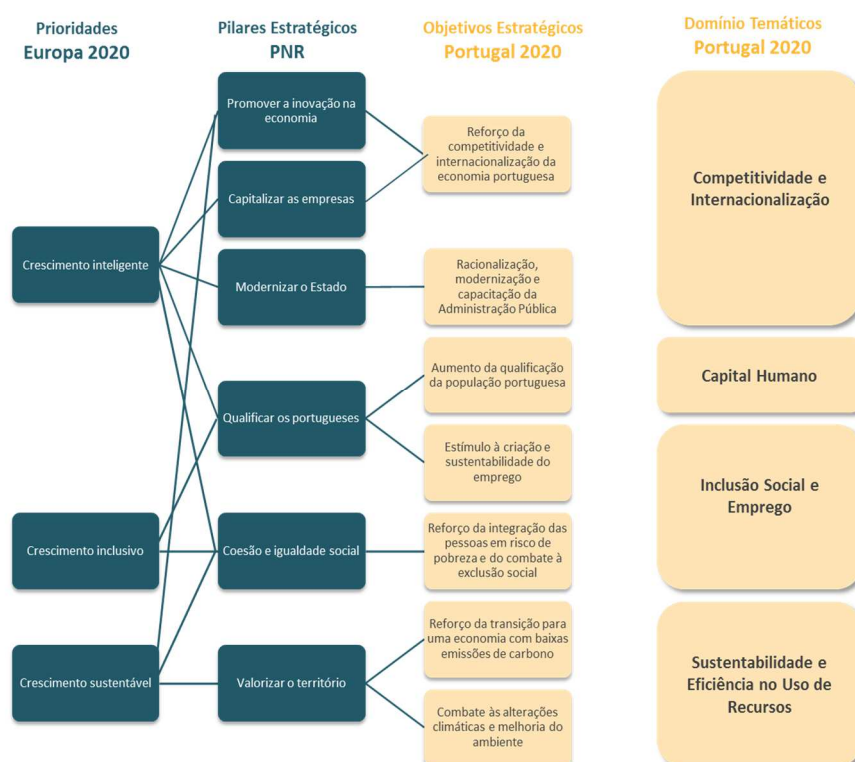 Prioridades
Europa 2020
Pilares Estratégicos
PNR
Objetivos Estratégicos
Portugal 2020
Domínio Temáticos
Portugal 2020
Crescimento inteligente
Crescimento inclusivo
Crescimento sustentável
Promover a inovação na
economia
Capitalizar as empresas
Modernizar o Estado
Qualificar os portugueses
Coesão e igualdade social
Valorizar o território
Reforço da
competitividade e
internacionalização da
economia portuguesa
Racionalização,
modernização e
capacitação da
Administração Pública
Aumento da qualificação
da população portuguesa
Estímulo à criação e
sustentabilidade do
emprego
Reforço da integração das
pessoas em risco de
pobreza e do combate à
exclusão social
Reforço da transição para
uma economia com baixas
emissões de carbono
Combate às alterações
climáticas e melhoria do
ambiente
Competitividade e
Internacionalização
Capital Humano
Inclusão Social e
Emprego
Sustentabilidade e
Eficiência no Uso de
Recursos